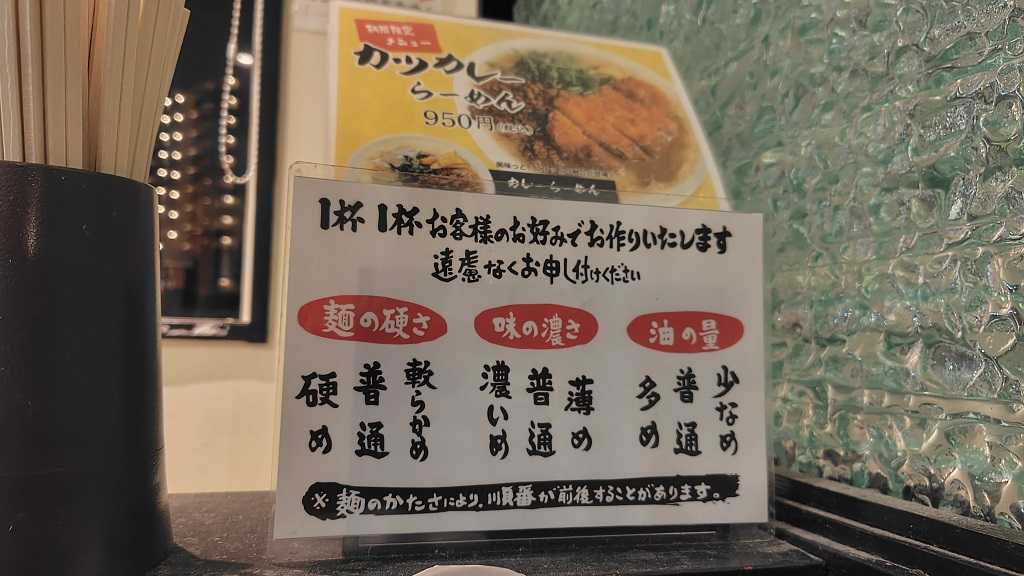 期間限定
メニュー
カツカレー
らーめん
950円
カレーらーめん
1杯1杯お客様のお好みでお作りいたします
遠慮なくお申し付けください
麺の硬さ
硬め
普通
軟らかめ
味の濃さ
濃いめ
普通
薄め
油の量
多め
普通
少なめ
※麺のかたさにより、順番が前後することがあります。